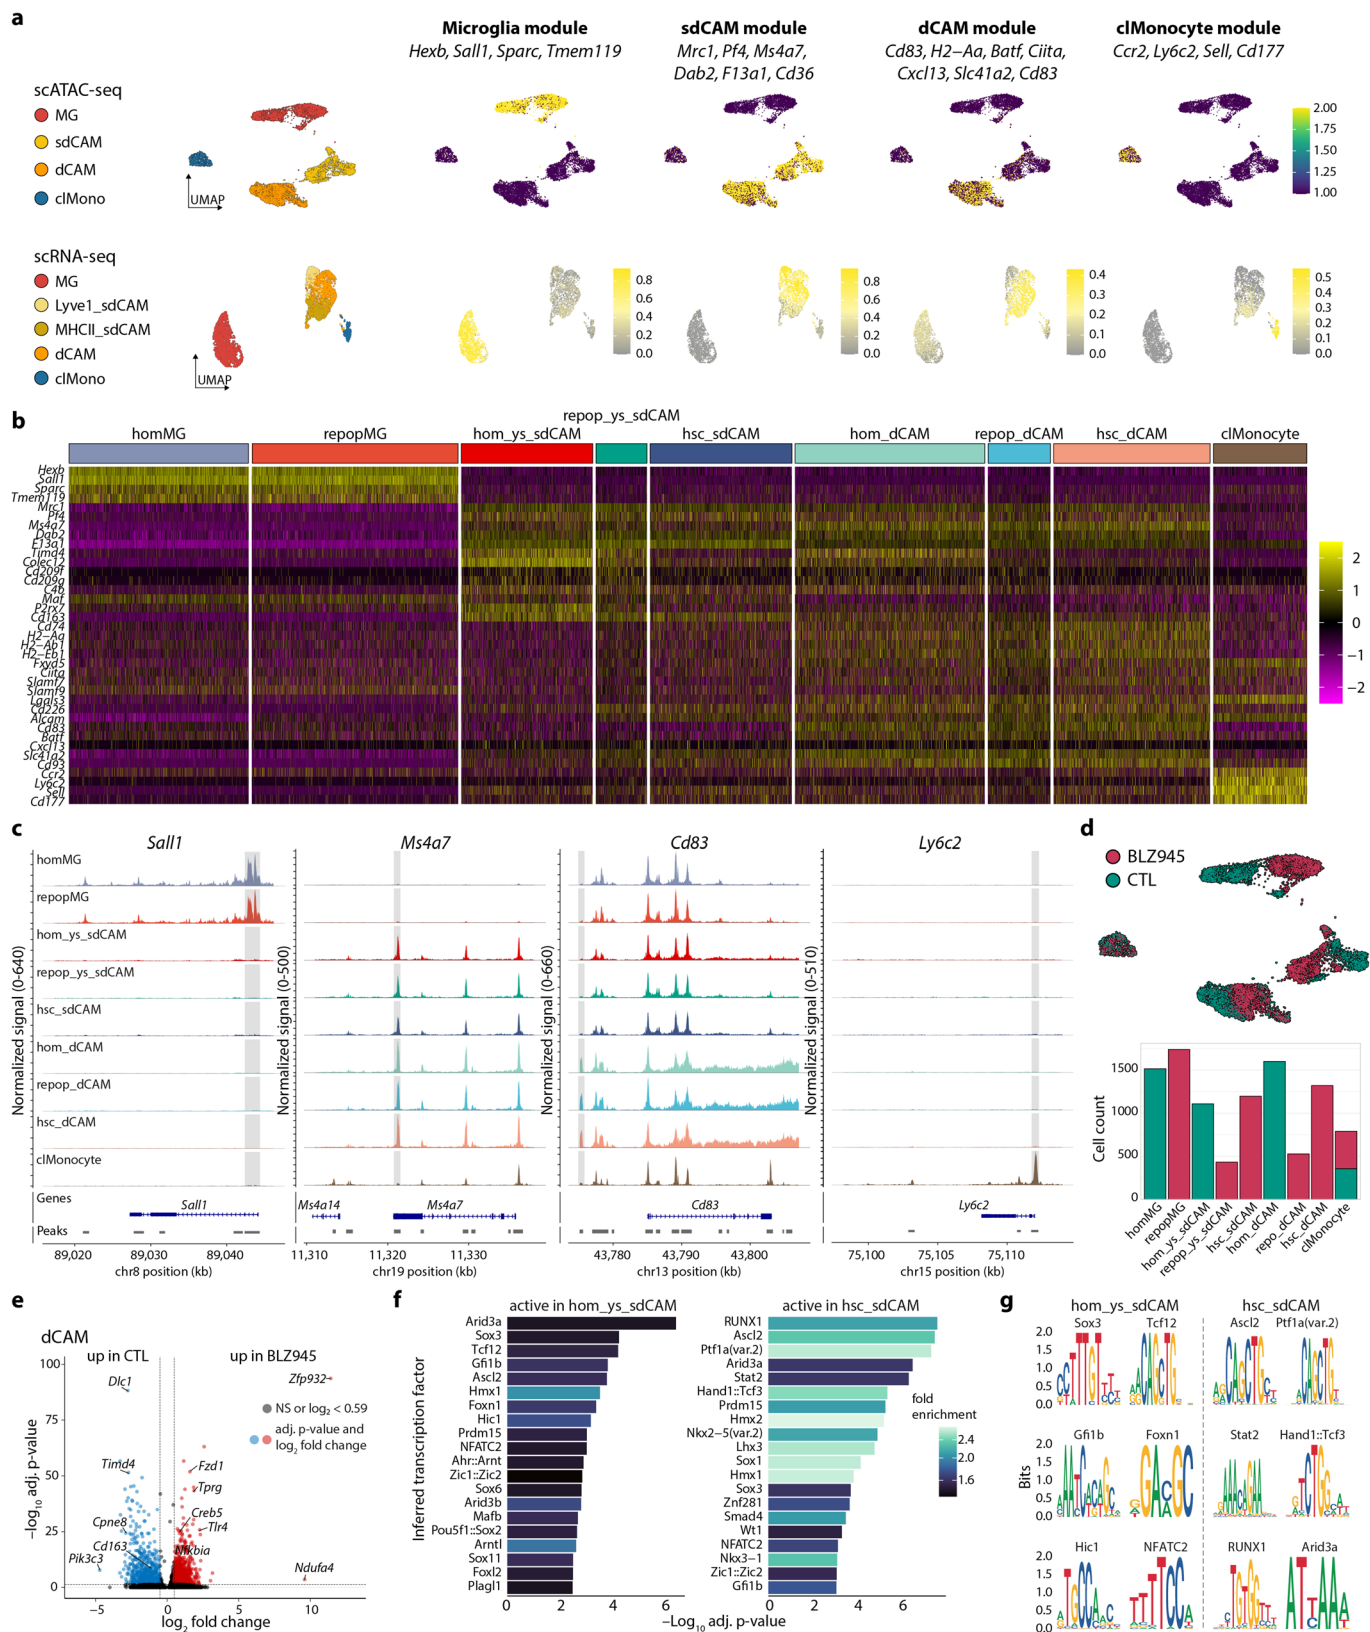 a
Microglia module
Hexb, Sall1, Sparc, Tmem119
sdCAM module
Mrc1, Pf4, Ms4a7,
Dab2, F13a1, Cd36
dCAM module
Cd83, H2−Aa, Batf, Ciita,
Cxcl13, Slc41a2, Cd83
clMonocyte module
Ccr2, Ly6c2, Sell, Cd177
scATAC-seq
MG
sdCAM
dCAM
clMono
UMAP
2.00
1.75
1.50
1.25
1.00
scRNA-seq
MG
Lyve1_sdCAM
MHCII_sdCAM
dCAM
clMono
UMAP
0.8
0.6
0.4
0.2
0.0
0.8
0.6
0.4
0.2
0.0
0.4
0.3
0.2
0.1
0.0
0.5
0.4
0.3
0.2
0.1
0.0
b
repop_ys_sdCAM
homMG
repopMG
hom_ys_sdCAM
hsc_sdCAM
hom_dCAM
repop_dCAM
hsc_dCAM
clMonocyte
Hexb
Sall1
Sparc
Tmem119
Mrc1
Pf4
Ms4a7
Dab2
F13a1
Timd4
Colec12
Cd209f
Cd209g
C4b
Maf
P2rx7
Cd163
Cd74
H2−Aa
H2−Ab1
H2−Eb1
Fxyd5
Ciita
Slamf7
Slamf9
Lgals3
Cd226
Alcam
Cd83
Batf
Cxcl13
Slc41a2
Cd93
Ccr2
Ly6c2
Sell
Cd177
2
1
0
−1
−2
c
Sall1
Ms4a7
Cd83
Ly6c2
homMG
repopMG
hom_ys_sdCAM
repop_ys_sdCAM
hsc_sdCAM
hom_dCAM
repop_dCAM
hsc_dCAM
clMonocyte
Normalized signal (0-640)
Normalized signal (0-500)
Normalized signal (0-660)
Normalized signal (0-510)
Genes
Sall1
Ms4a14
Ms4a7
Cd83
Ly6c2
Peaks
89,020
89,030
89,040
11,310
11,320
11,330
43,780
43,790
43,800
75,100
75,105
75,110
chr8 position (kb)
chr19 position (kb)
chr13 position (kb)
chr15 position (kb)
d
BLZ945
CTL
Cell count
1500
1000
500
0
homMG
repopMG
hom_ys_sdCAM
repop_ys_sdCAM
hsc_sdCAM
hom_dCAM
repo_dCAM
hsc_dCAM
clMonocyte
e
dCAM
up in CTL
up in BLZ945
Dlc1
Zfp932
NS or log₂ < 0.59
adj. p-value and
log₂ fold change
Timd4
Fzd1
Tprg
Creb5
Cpne8
Tlr4
Cd163
Nfkbia
Pik3c3
Ndufa4
−log₁₀ adj. p-value
100
75
50
25
0
−5
0
5
10
log₂ fold change
f
active in hom_ys_sdCAM
active in hsc_sdCAM
Inferred transcription factor
Arid3a
Sox3
Tcf12
Gfi1b
Ascl2
Hmx1
Foxn1
Hic1
Prdm15
NFATC2
Ahr::Arnt
Zic1::Zic2
Sox6
Arid3b
Mafb
Pou5f1::Sox2
Arntl
Sox11
Foxl2
Plagl1
0
2
4
6
RUNX1
Ascl2
Ptf1a(var.2)
Arid3a
Stat2
Hand1::Tcf3
Prdm15
Hmx2
Nkx2−5(var.2)
Lhx3
Sox1
Hmx1
Sox3
Znf281
Smad4
Wt1
NFATC2
Nkx3−1
Zic1::Zic2
Gfi1b
0
2
4
6
−Log₁₀ adj. p-value
fold
enrichment
2.4
2.0
1.6
g
hom_ys_sdCAM
hsc_sdCAM
Sox3
Tcf12
Ascl2
Ptf1a(var.2)
2.0
1.5
1.0
0.5
0.0
Gfi1b
Foxn1
Stat2
Hand1::Tcf3
Bits
2.0
1.5
1.0
0.5
0.0
Hic1
NFATC2
RUNX1
Arid3a
2.0
1.5
1.0
0.5
0.0